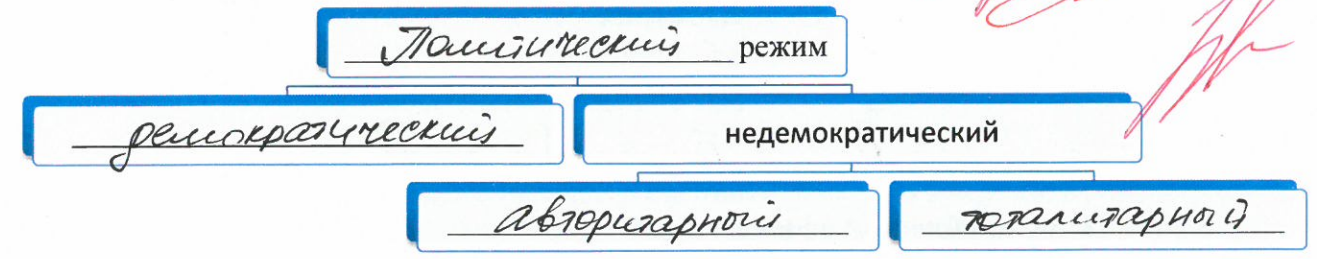 Политический режим
демократический
недемократический
авторитарный
тоталитарный